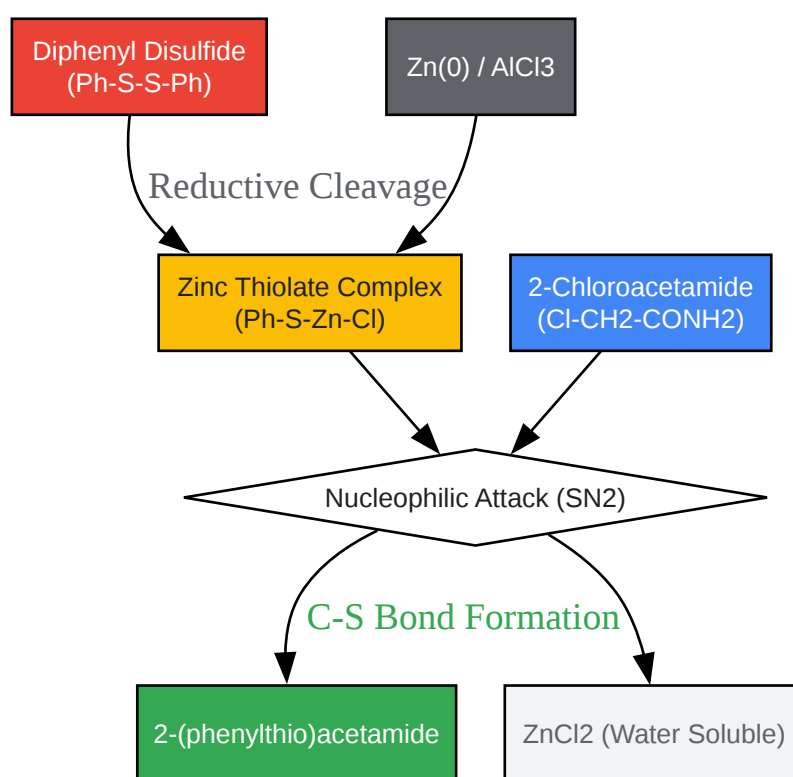 Diphenyl Disulfide
(Ph-S-S-Ph)
Zn(0) / AlCl3
Reductive Cleavage
Zinc Thiolate Complex
(Ph-S-Zn-Cl)
2-Chloroacetamide
(Cl-CH2-CONH2)
Nucleophilic Attack (SN2)
C-S Bond Formation
2-(phenylthio)acetamide
ZnCl2 (Water Soluble)